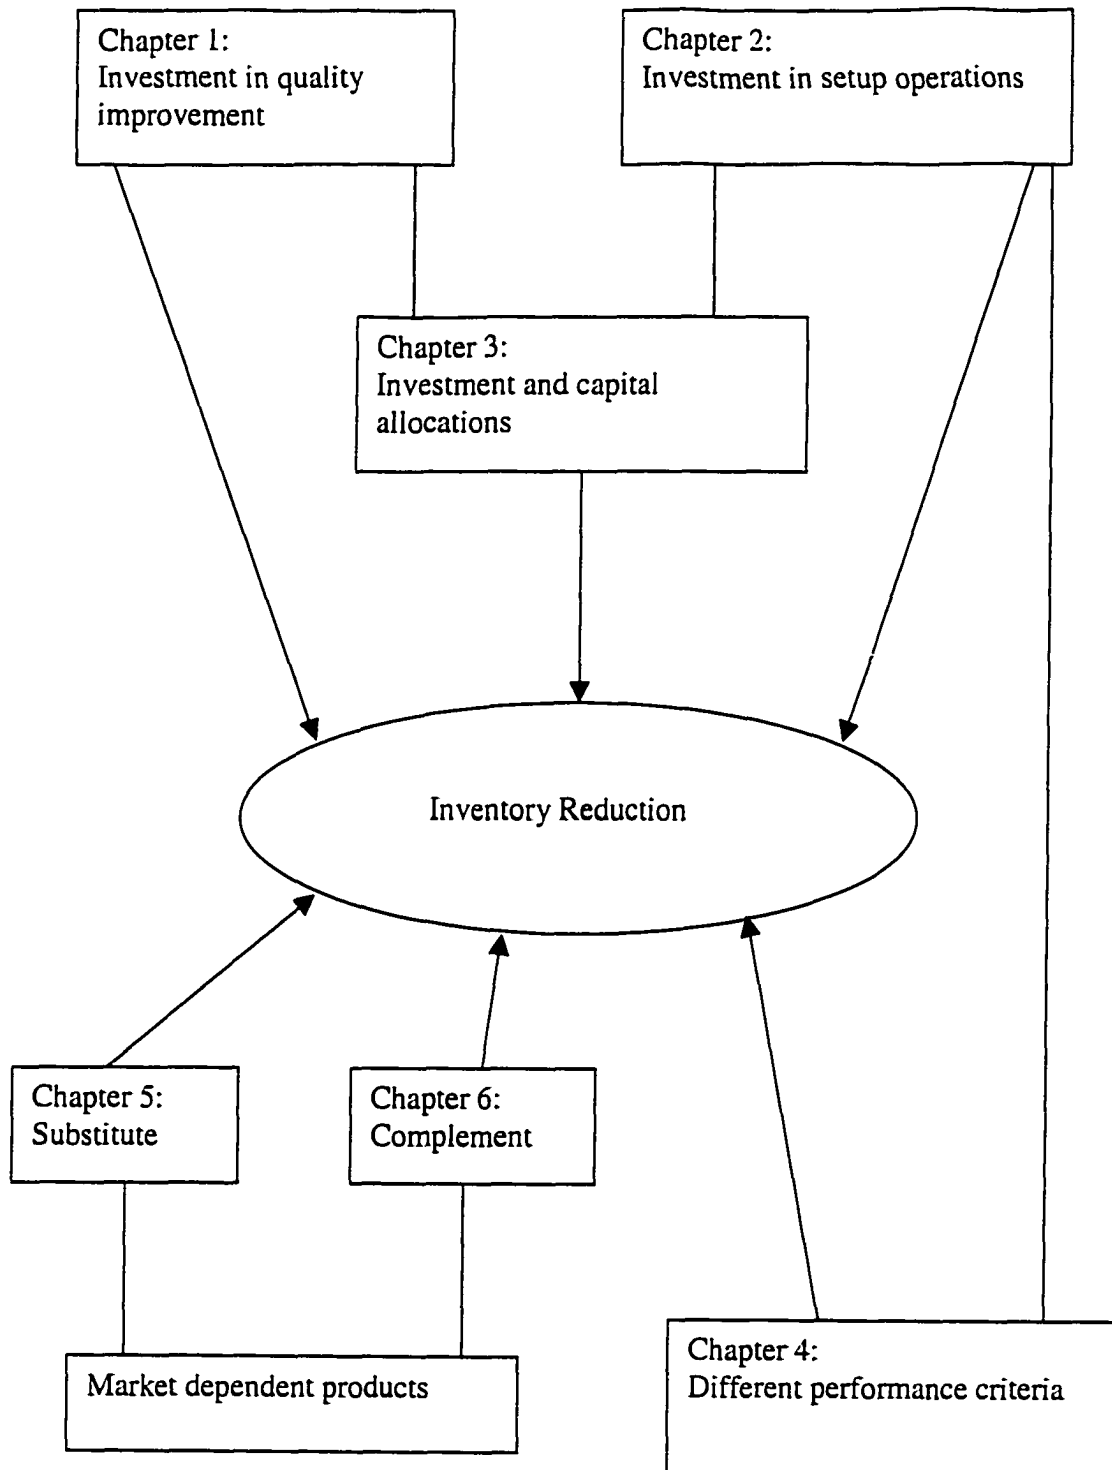 Chapter 1:
Investment in quality
improvement
Chapter 2:
Investment in setup operations
Chapter 3:
Investment and capital
allocations
Inventory Reduction
Chapter 5:
Substitute
Chapter 6:
Complement
Market dependent products
Chapter 4:
Different performance criteria